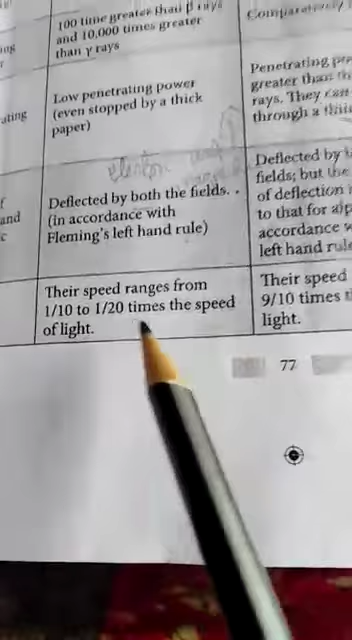 100 time greater than β rays
and 10,000 times greater
than γ rays
Comparatively
Low penetrating power
(even stopped by a thick
paper)
Penetrating
greater than
rays. They can
through a
Deflected by both the fields.
(in accordance with
Fleming's left hand rule)
Deflected by
fields; but the
of deflection
to that for
accordance
left hand rule
and
Their speed ranges from
1/10 to 1/20 times the speed
of light.
Their speed
9/10 times
light.
77